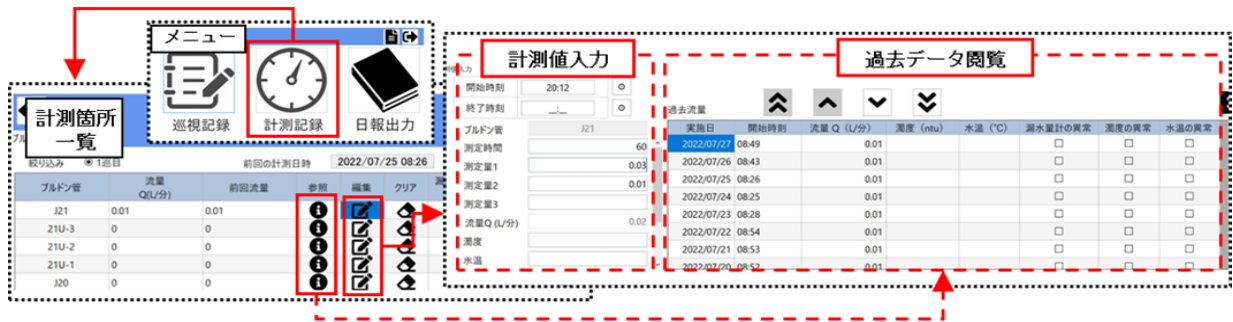 メニュー
巡視記録
計測記録
日報出力
計測箇所
一覧
絞り込み
1巡目
前回の計測日時
2022/07/25 08:26
ブルドン管 流量 Q(L/分) 前回流量 参照 編集 クリア
J21 0.01 0.01
21U-3 0 0
21U-2 0 0
21U-1 0 0
J20 0 0
計測値入力
開始時刻 20:12
終了時刻 __:__
ブルドン管 J21
測定時間 60
測定量1 0.03
測定量2 0.01
測定量3
流量Q (L/分) 0.02
濁度
水温
過去データ閲覧
過去流量
実施日 開始時刻 流量 Q (L/分) 濁度 (ntu) 水温 (℃) 漏水量計の異常 濁度の異常 水温の異常
2022/07/27 08:49 0.01
2022/07/26 08:43 0.01
2022/07/25 08:26 0.01
2022/07/24 08:25 0.01
2022/07/23 08:28 0.01
2022/07/22 08:54 0.01
2022/07/21 08:53 0.01
2022/07/20 08:52 0.01